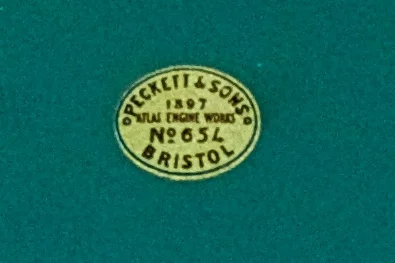 PECKETT & SONS
1897
ATLAS ENGINE WORKS
Nº 654
BRISTOL